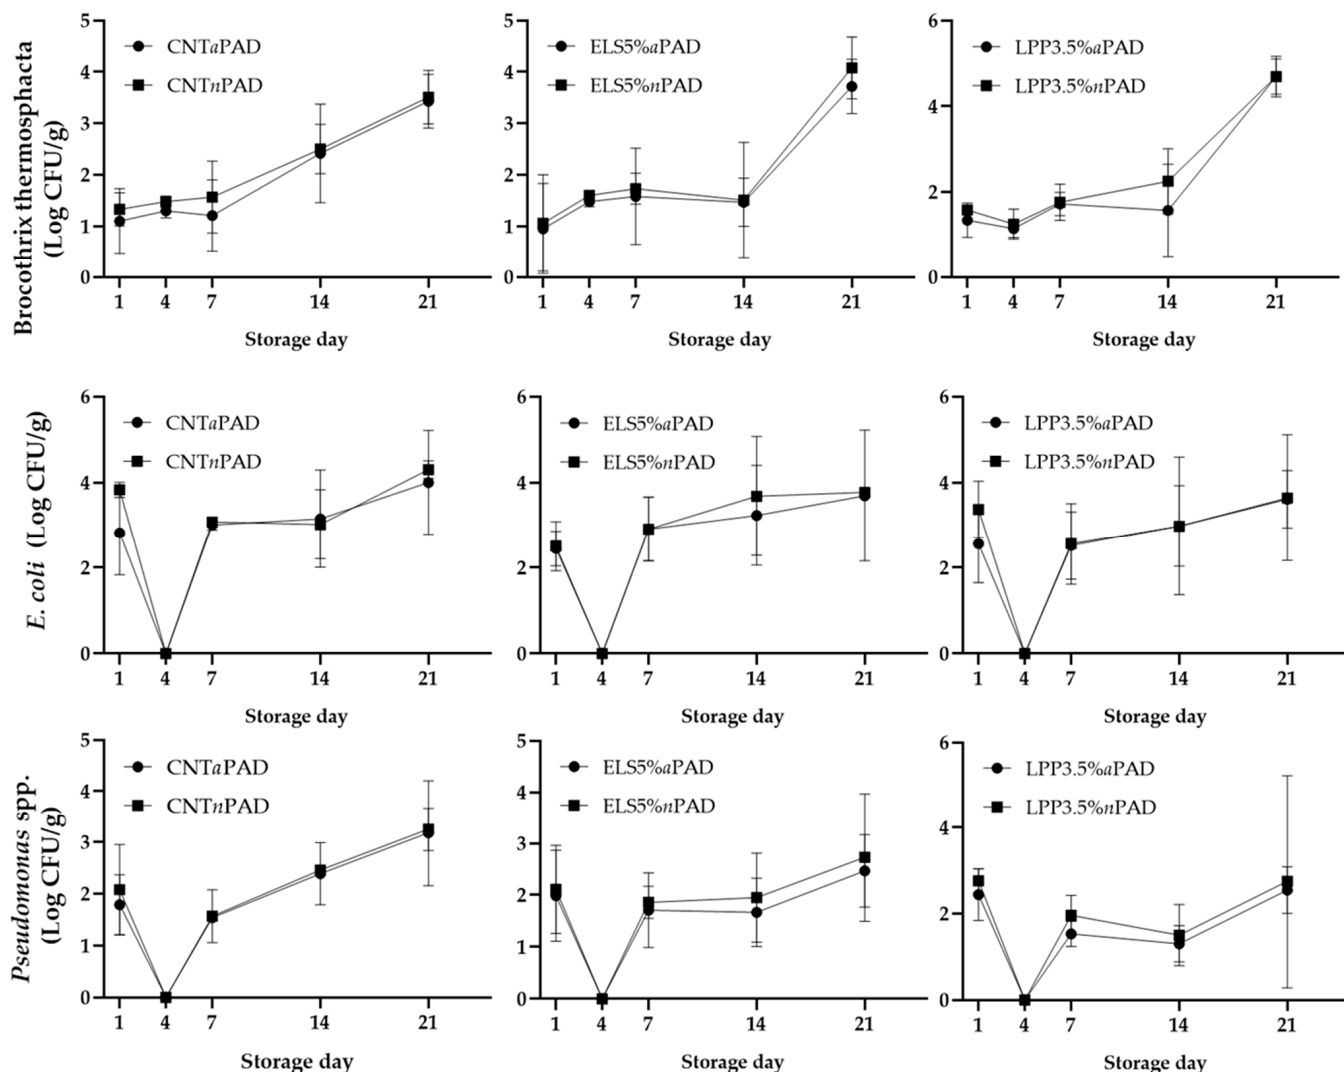 Brocothrix thermosphacta
(Log CFU/g)
5
4
3
2
1
0
CNTaPAD
CNTnPAD
1 4 7 14 21
Storage day
5
4
3
2
1
0
ELS5%aPAD
ELS5%nPAD
1 4 7 14 21
Storage day
6
4
2
0
LPP3.5%aPAD
LPP3.5%nPAD
1 4 7 14 21
Storage day
E. coli (Log CFU/g)
6
4
2
0
CNTaPAD
CNTnPAD
1 4 7 14 21
Storage day
6
4
2
0
ELS5%aPAD
ELS5%nPAD
1 4 7 14 21
Storage day
6
4
2
0
LPP3.5%aPAD
LPP3.5%nPAD
1 4 7 14 21
Storage day
Pseudomonas spp.
(Log CFU/g)
5
4
3
2
1
0
CNTaPAD
CNTnPAD
1 4 7 14 21
Storage day
5
4
3
2
1
0
ELS5%aPAD
ELS5%nPAD
1 4 7 14 21
Storage day
6
4
2
0
LPP3.5%aPAD
LPP3.5%nPAD
1 4 7 14 21
Storage day